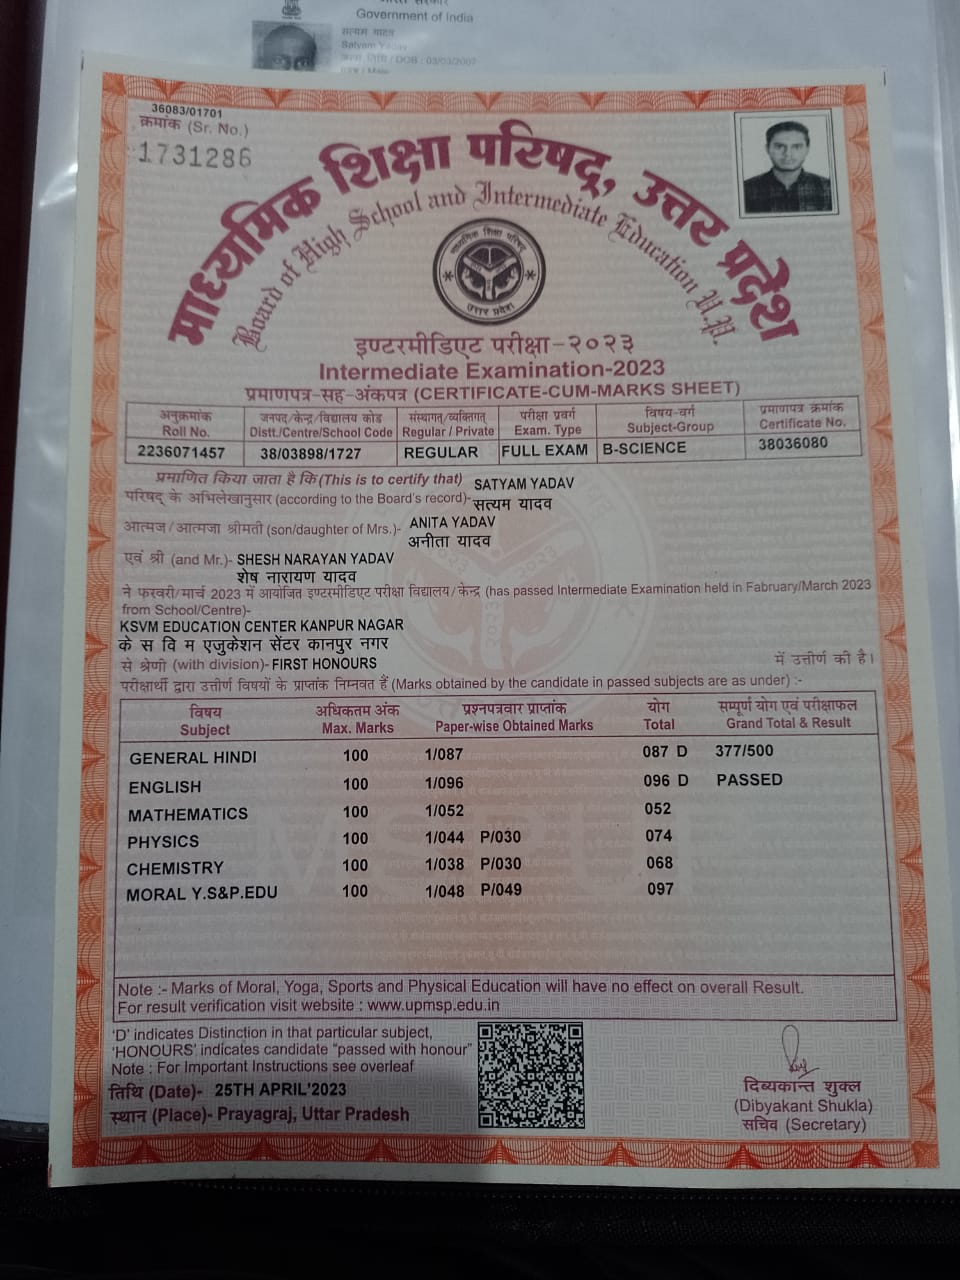 Government of India
सत्यम यादव
Satyam Yadav
जन्म तिथि / DOB : 03/03/2007
/ Male
36083/01701
क्रमांक (Sr. No.)
1731286
माध्यमिक शिक्षा परिषद्, उत्तर प्रदेश
Board of High School and Intermediate Education U.P.
माध्यमिक शिक्षा परिषद्
उत्तर प्रदेश
इण्टरमीडिएट परीक्षा-२०२३
Intermediate Examination-2023
प्रमाणपत्र-सह-अंकपत्र (CERTIFICATE-CUM-MARKS SHEET)
अनुक्रमांक जनपद/केन्द्र/विद्यालय कोड संस्थागत/व्यक्तिगत् परीक्षा प्रवर्ग विषय-वर्ग प्रमाणपत्र क्रमांक
Roll No. Distt./Centre/School Code Regular / Private Exam. Type Subject-Group Certificate No.
2236071457 38/03898/1727 REGULAR FULL EXAM B-SCIENCE 38036080
प्रमाणित किया जाता है कि (This is to certify that) SATYAM YADAV
परिषद् के अभिलेखानुसार (according to the Board's record)- सत्यम यादव
आत्मज/आत्मजा श्रीमती (son/daughter of Mrs.)- ANITA YADAV
अनीता यादव
एवं श्री (and Mr.)- SHESH NARAYAN YADAV
शेष नारायण यादव
ने फरवरी/मार्च 2023 में आयोजित इण्टरमीडिएट परीक्षा विद्यालय/केन्द्र (has passed Intermediate Examination held in Fabruary/March 2023
from School/Centre)-
KSVM EDUCATION CENTER KANPUR NAGAR
के स वि म एजुकेशन सेंटर कानपुर नगर
से श्रेणी (with division)- FIRST HONOURS में उत्तीर्ण की है।
परीक्षार्थी द्वारा उत्तीर्ण विषयों के प्राप्तांक निम्नवत हैं (Marks obtained by the candidate in passed subjects are as under) :-
विषय अधिकतम अंक प्रश्नपत्रवार प्राप्तांक योग सम्पूर्ण योग एवं परीक्षाफल
Subject Max. Marks Paper-wise Obtained Marks Total Grand Total & Result
GENERAL HINDI 100 1/087 087 D 377/500
ENGLISH 100 1/096 096 D PASSED
MATHEMATICS 100 1/052 052
PHYSICS 100 1/044 P/030 074
CHEMISTRY 100 1/038 P/030 068
MORAL Y.S&P.EDU 100 1/048 P/049 097
Note :- Marks of Moral, Yoga, Sports and Physical Education will have no effect on overall Result.
For result verification visit website : www.upmsp.edu.in
'D' indicates Distinction in that particular subject,
'HONOURS' indicates candidate "passed with honour"
Note : For Important Instructions see overleaf
तिथि (Date)- 25TH APRIL'2023
स्थान (Place)- Prayagraj, Uttar Pradesh
दिब्यकान्त शुक्ल
(Dibyakant Shukla)
सचिव (Secretary)